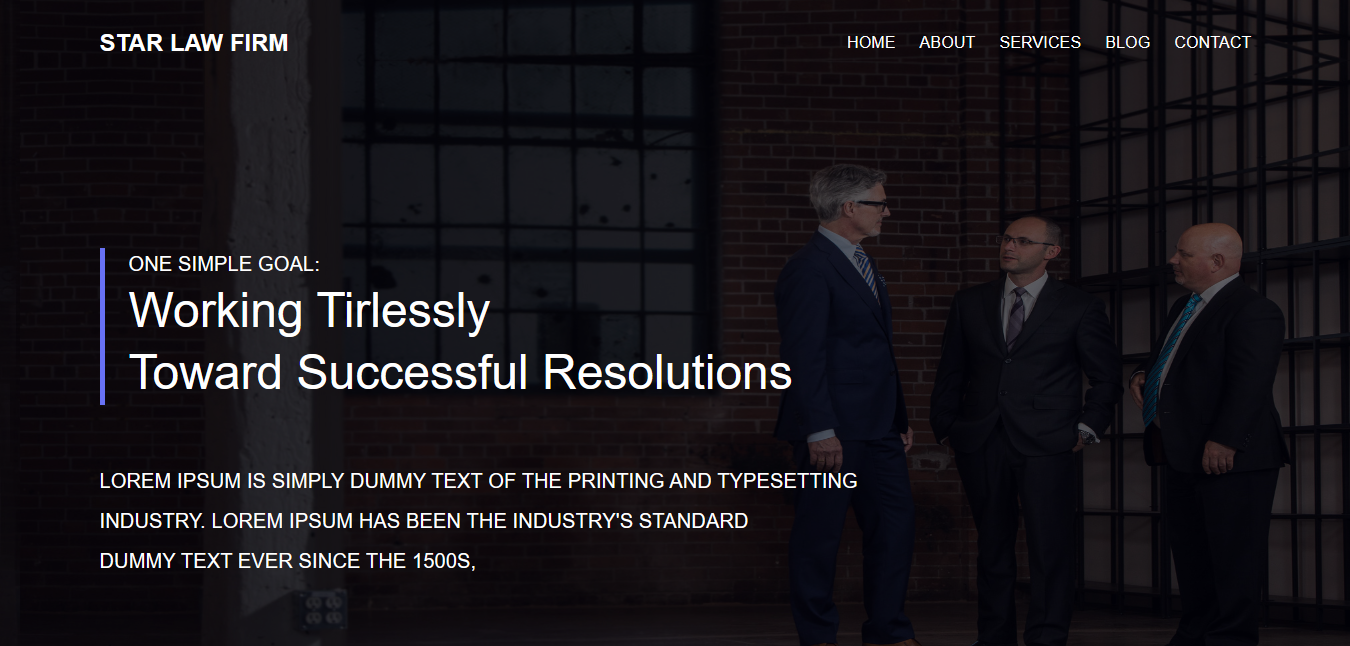 STAR LAW FIRM
HOME ABOUT SERVICES BLOG CONTACT
ONE SIMPLE GOAL:
Working Tirlessly
Toward Successful Resolutions
LOREM IPSUM IS SIMPLY DUMMY TEXT OF THE PRINTING AND TYPESETTING
INDUSTRY. LOREM IPSUM HAS BEEN THE INDUSTRY'S STANDARD
DUMMY TEXT EVER SINCE THE 1500S,